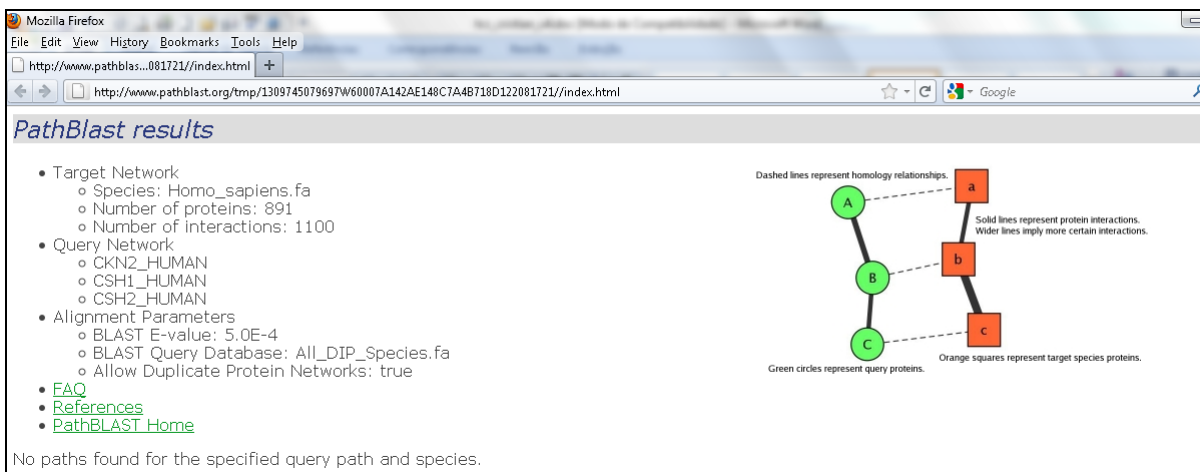 Mozilla Firefox
File Edit View History Bookmarks Tools Help
http://www.pathblas...081721//index.html +
http://www.pathblast.org/tmp/1309745079697W60007A142AE148C7A4B718D122081721//index.html
Google
PathBlast results
Target Network
Species: Homo_sapiens.fa
Number of proteins: 891
Number of interactions: 1100
Query Network
CKN2_HUMAN
CSH1_HUMAN
CSH2_HUMAN
Alignment Parameters
BLAST E-value: 5.0E-4
BLAST Query Database: All_DIP_Species.fa
Allow Duplicate Protein Networks: true
FAQ
References
PathBLAST Home
Dashed lines represent homology relationships.
A
a
Solid lines represent protein interactions.
Wider lines imply more certain interactions.
B
b
C
c
Orange squares represent target species proteins.
Green circles represent query proteins.
No paths found for the specified query path and species.